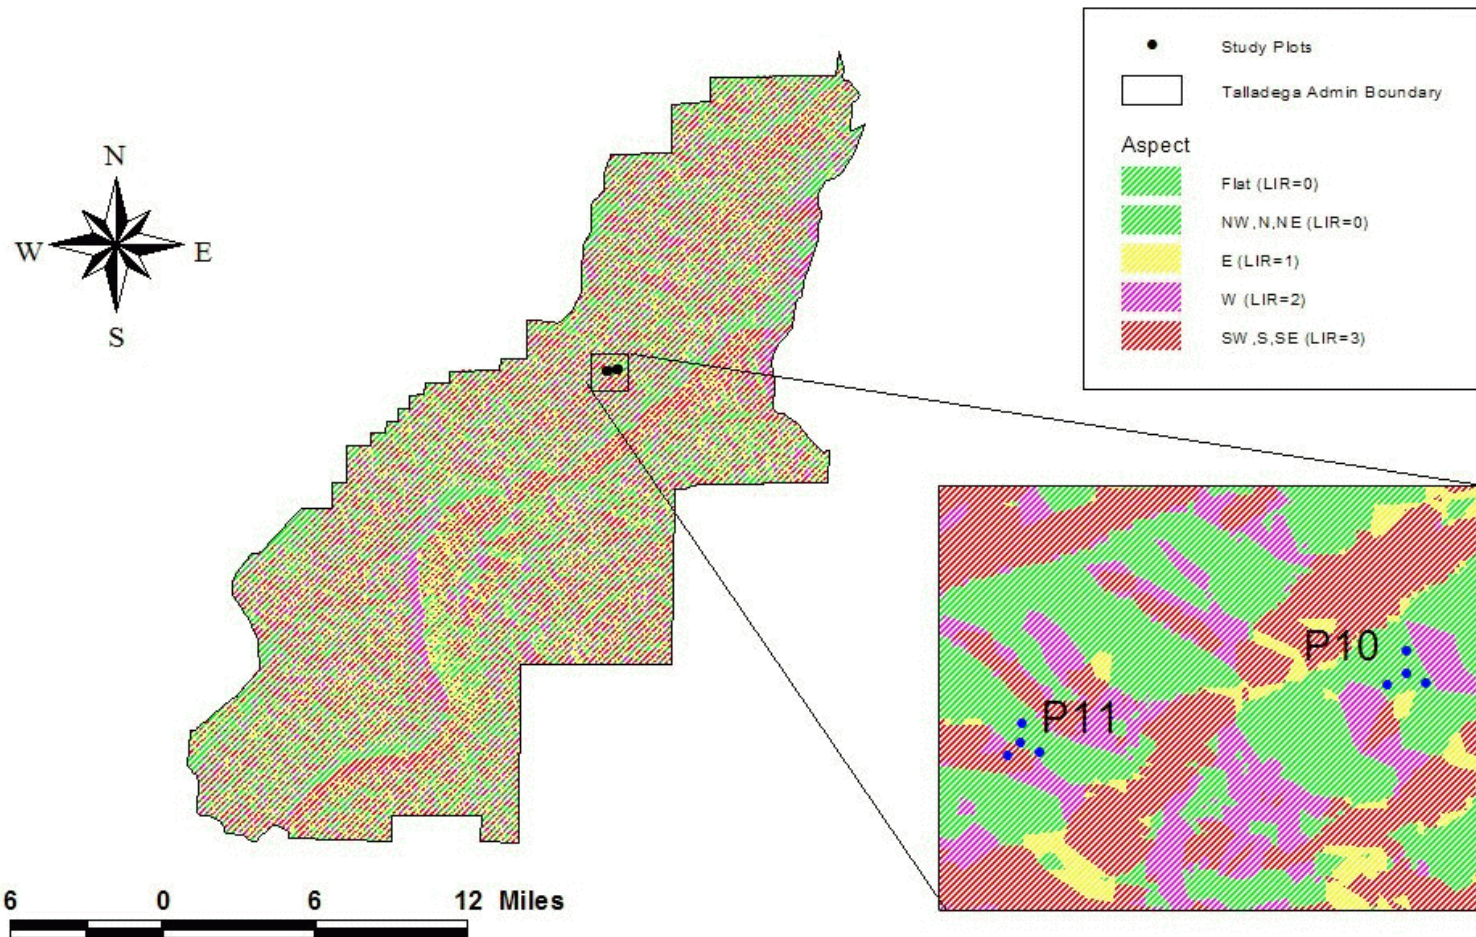 Study Plots
Talladega Admin Boundary
Aspect
Flat (LIR=0)
NW,N,NE (LIR=0)
E (LIR=1)
W (LIR=2)
SW,S,SE (LIR=3)
N
W E
S
P10
P11
6 0 6 12 Miles